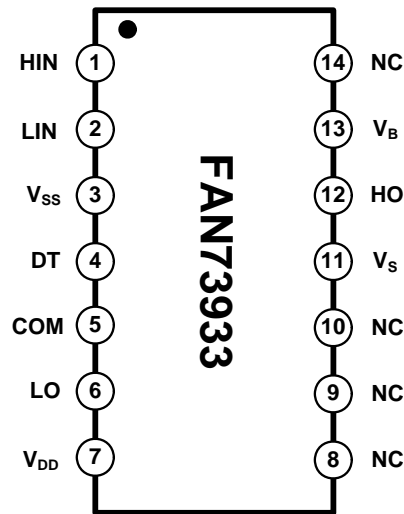 HIN 1 14 NC
LIN 2 13 VB
VSS 3 12 HO
DT 4 11 VS
COM 5 10 NC
LO 6 9 NC
VDD 7 8 NC
FAN73933